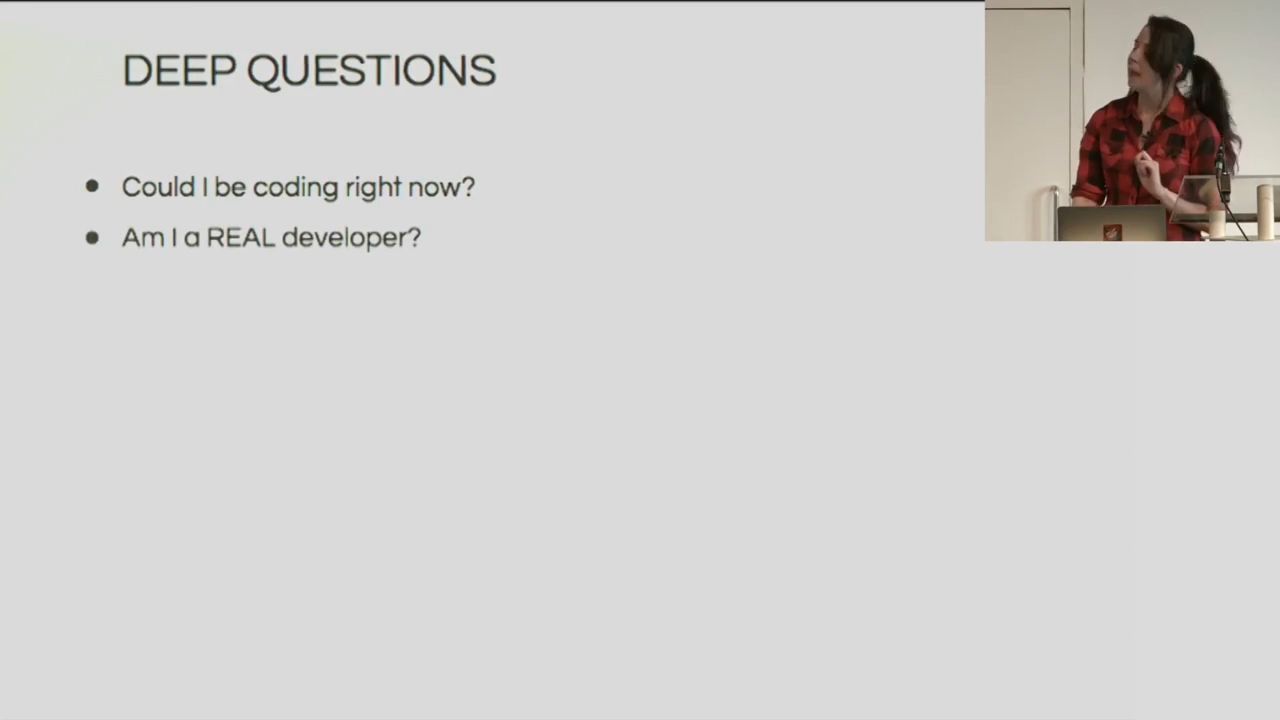 DEEP QUESTIONS
Could I be coding right now?
Am I a REAL developer?